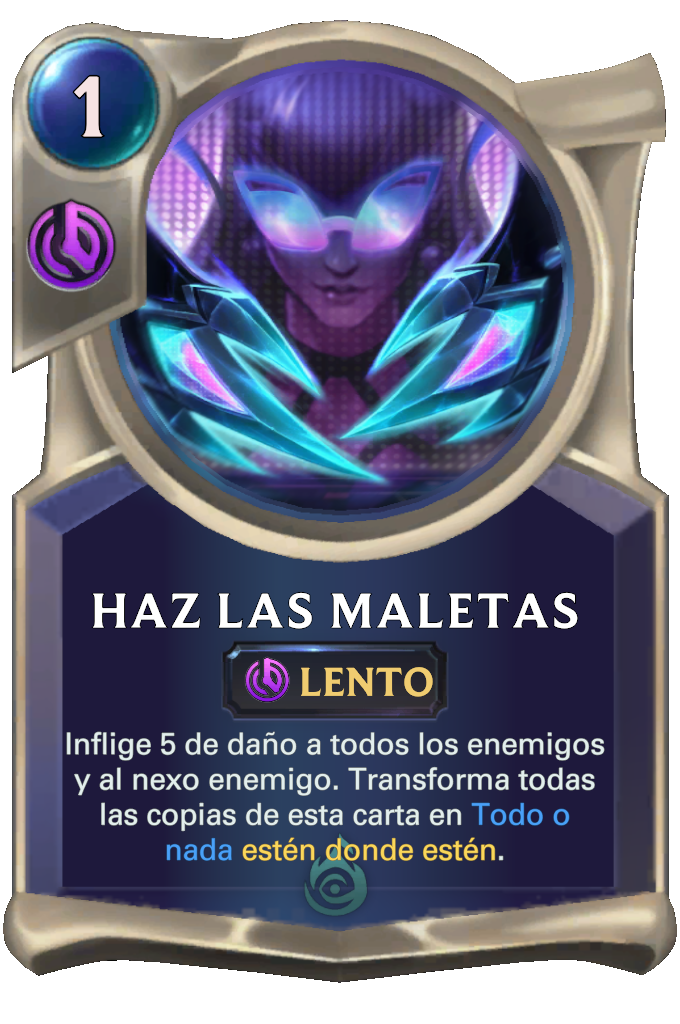 1
HAZ LAS MALETAS
LENTO
Inflige 5 de daño a todos los enemigos
y al nexo enemigo. Transforma todas
las copias de esta carta en Todo o
nada estén donde estén.